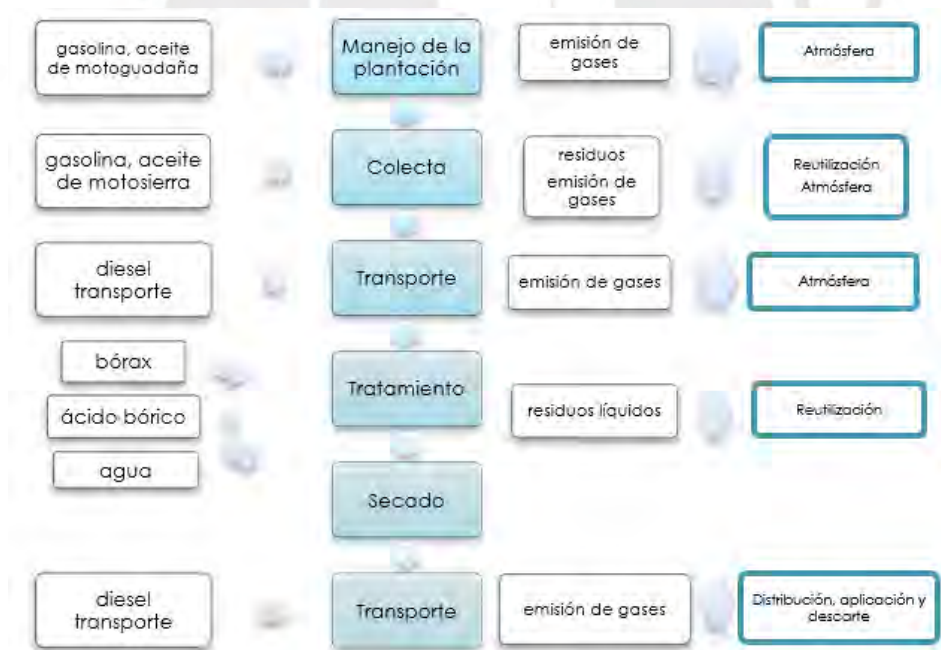 gasolina, aceite
de motoguadaña
Manejo de la
plantación
emisión de
gases
Atmósfera
gasolina, aceite
de motosierra
Colecta
residuos
emisión de
gases
Reutilización
Atmósfera
diesel
transporte
Transporte
emisión de gases
Atmósfera
bórax
ácido bórico
agua
Tratamiento
residuos líquidos
Reutilización
Secado
diesel
transporte
Transporte
emisión de gases
Distribución, aplicación y
descarte